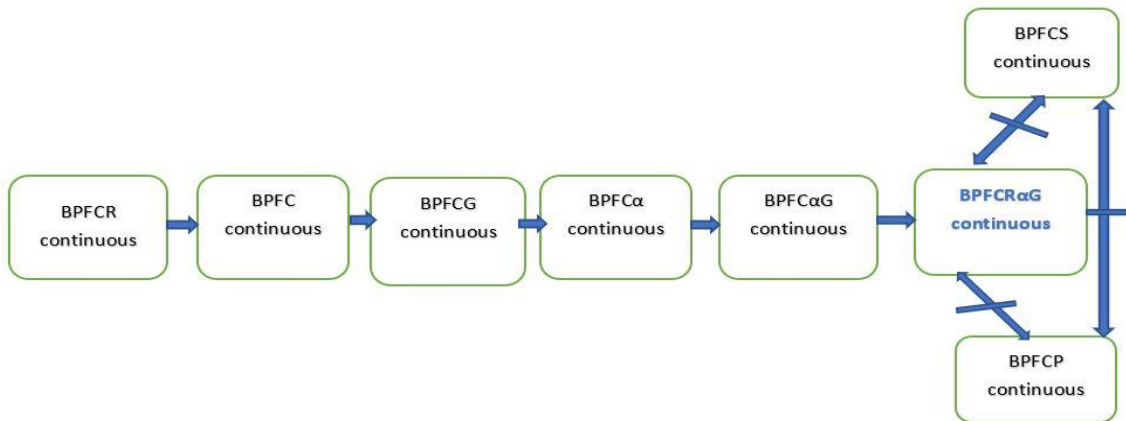 BPFCS
continuous
BPFCR
continuous
BPFC
continuous
BPFCG
continuous
BPFCα
continuous
BPFCαG
continuous
BPFCRαG
continuous
BPFCP
continuous